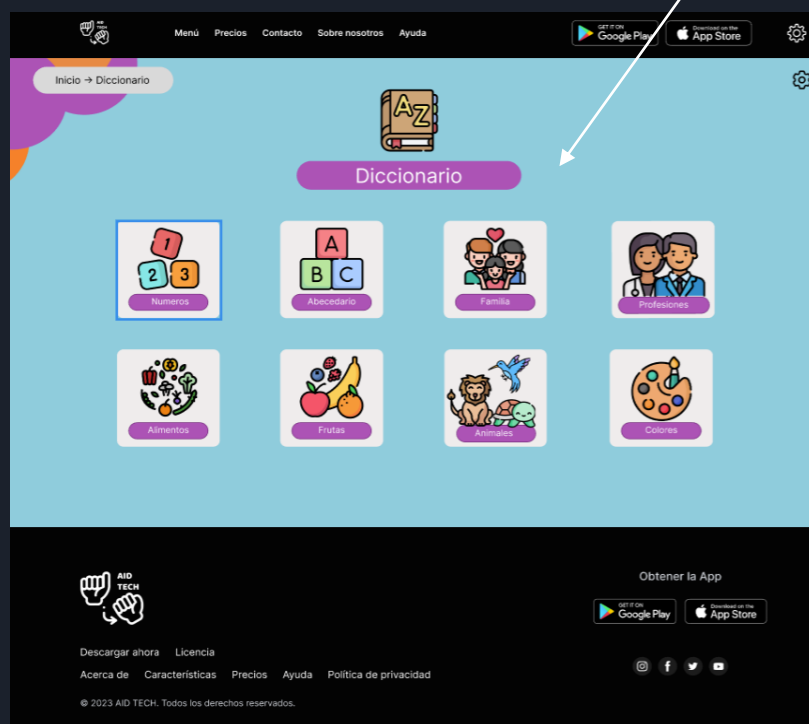 AID
TECH
Menú Precios Contacto Sobre nosotros Ayuda
GET IT ON
Google Play
Download on the
App Store
Inicio → Diccionario
AZ
Diccionario
1
2 3
Numeros
A
B C
Abecedario
Familia
Profesiones
Alimentos
Frutas
Animales
Colores
AID
TECH
Obtener la App
GET IT ON
Google Play
Download on the
App Store
Descargar ahora Licencia
Acerca de Características Precios Ayuda Política de privacidad
© 2023 AID TECH. Todos los derechos reservados.